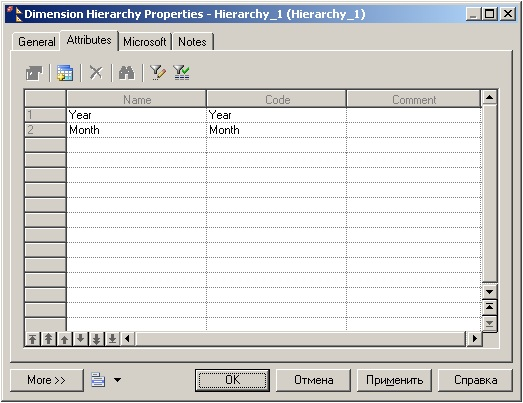 Dimension Hierarchy Properties - Hierarchy_1 (Hierarchy_1)
General Attributes Microsoft Notes
Name Code Comment
1 Year Year
2 Month Month
More >> OK Отмена Применить Справка